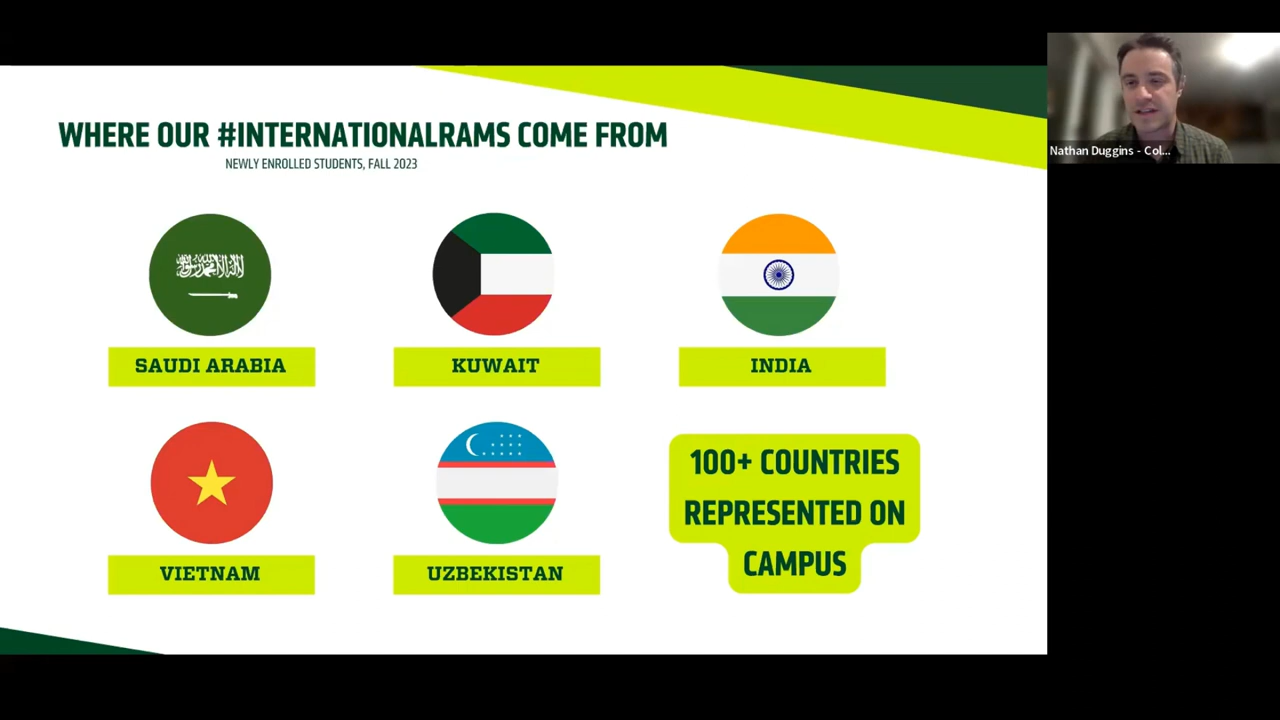 WHERE OUR #INTERNATIONALRAMS COME FROM
NEWLY ENROLLED STUDENTS, FALL 2023
Nathan Duggins - Col...
SAUDI ARABIA
KUWAIT
INDIA
VIETNAM
UZBEKISTAN
100+ COUNTRIES
REPRESENTED ON
CAMPUS